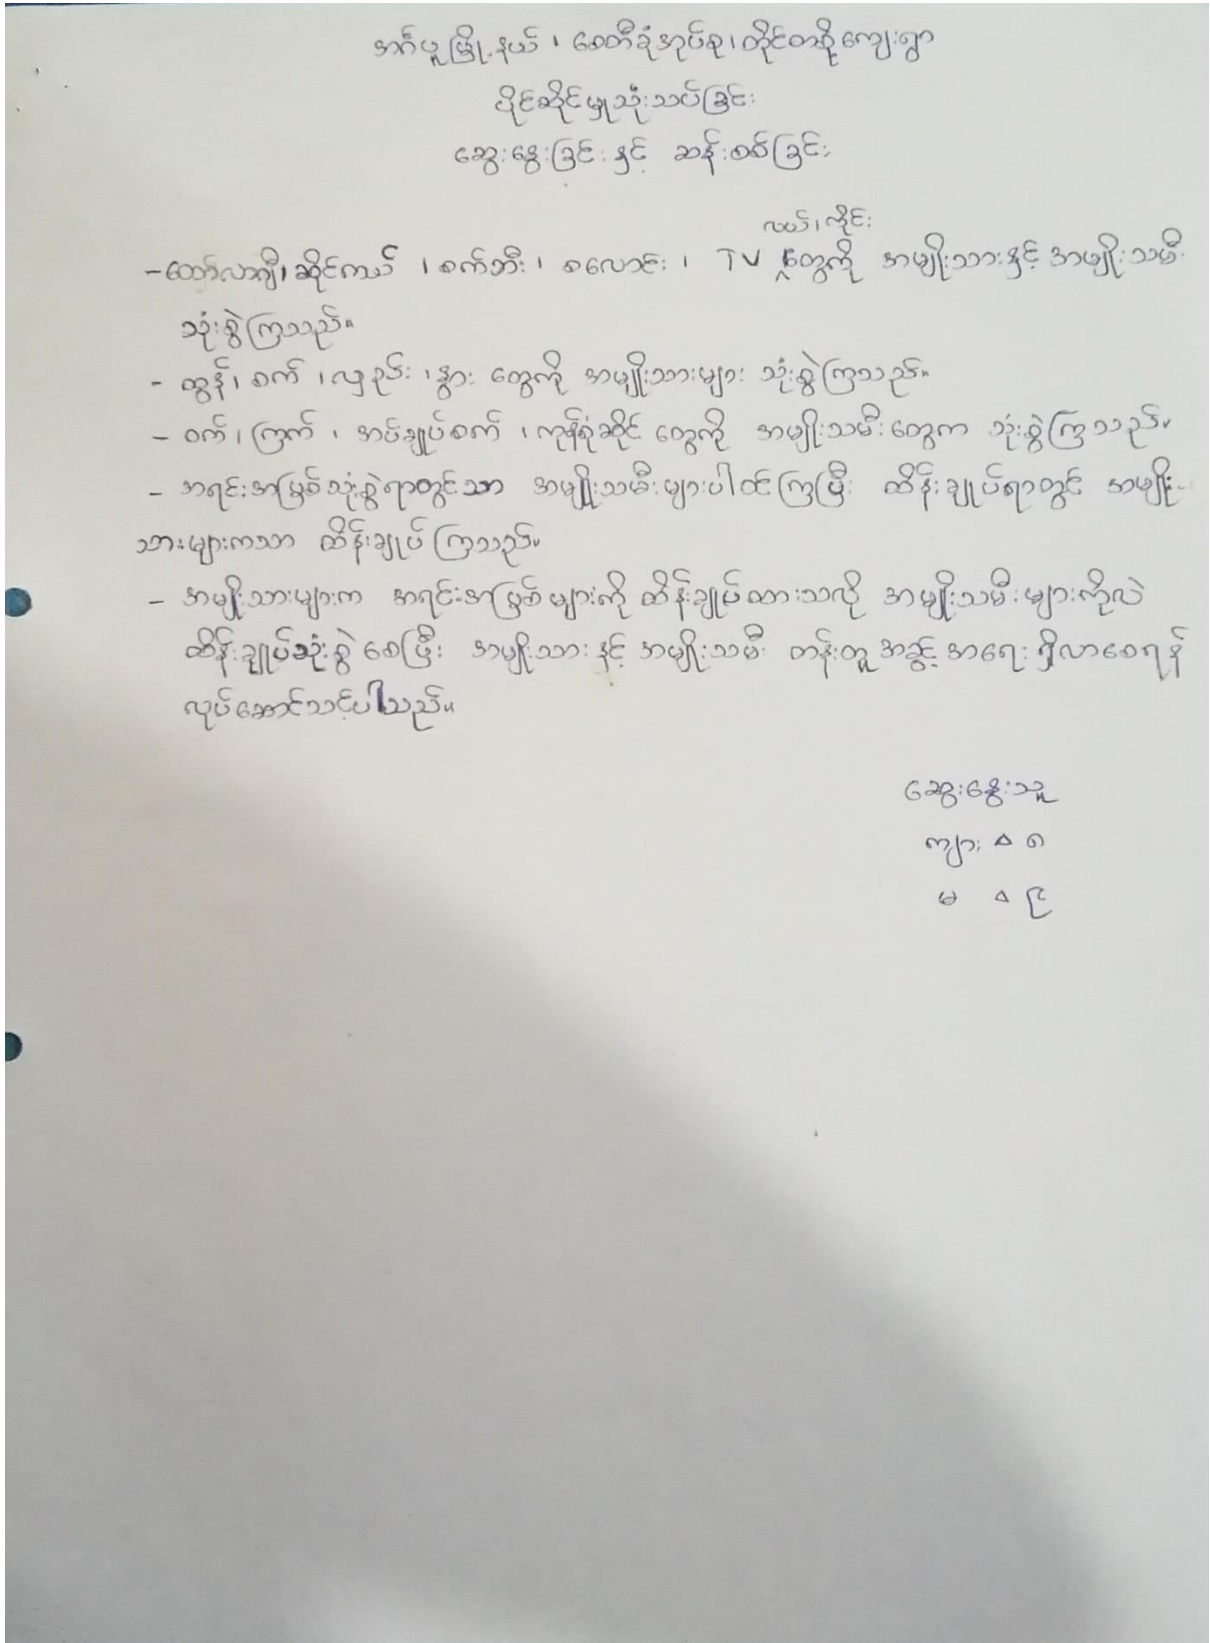 အင်္ဂပူမြို့နယ် ၊ စေတီခုံအုပ်စု ၊ တိုင်တစို့ကျေးရွာ
ပိုင်ဆိုင်မှုသုံးသပ်ခြင်း
ဆွေးနွေးခြင်း နှင့် ဆန်းစစ်ခြင်း
လယ် ၊ ကိုင်း
- ထော်လာဂျီ ၊ ဆိုင်ကယ် ၊ စက်ဘီး ၊ စလောင်း ၊ TV တွေကို အမျိုးသားနှင့် အမျိုးသမီး
သုံးစွဲကြသည်။
- ထွန် ၊ စက် ၊ လှည်း ၊ နွား တွေကို အမျိုးသားများ သုံးစွဲကြသည်။
- ဝက် ၊ ကြက် ၊ အပ်ချုပ်စက် ၊ ကုန်စုံဆိုင် တွေကို အမျိုးသမီးတွေက သုံးစွဲကြသည်။
- အရင်းအမြစ်သုံးစွဲရာတွင်သာ အမျိုးသမီးများပါဝင်ကြပြီး ထိန်းချုပ်ရာတွင် အမျိုး-
သားများကသာ ထိန်းချုပ်ကြသည်။
- အမျိုးသားများက အရင်းအမြစ်များကို ထိန်းချုပ်ထားသလို အမျိုးသမီးများကိုလဲ
ထိန်းချုပ်သုံးစွဲစေပြီး အမျိုးသားနှင့် အမျိုးသမီး တန်းတူအခွင့်အရေးရှိလာစေရန်
လုပ်ဆောင်သင့်ပါသည်။
ဆွေးနွေးသူ
ကျား ၁၈
မ ၁၉